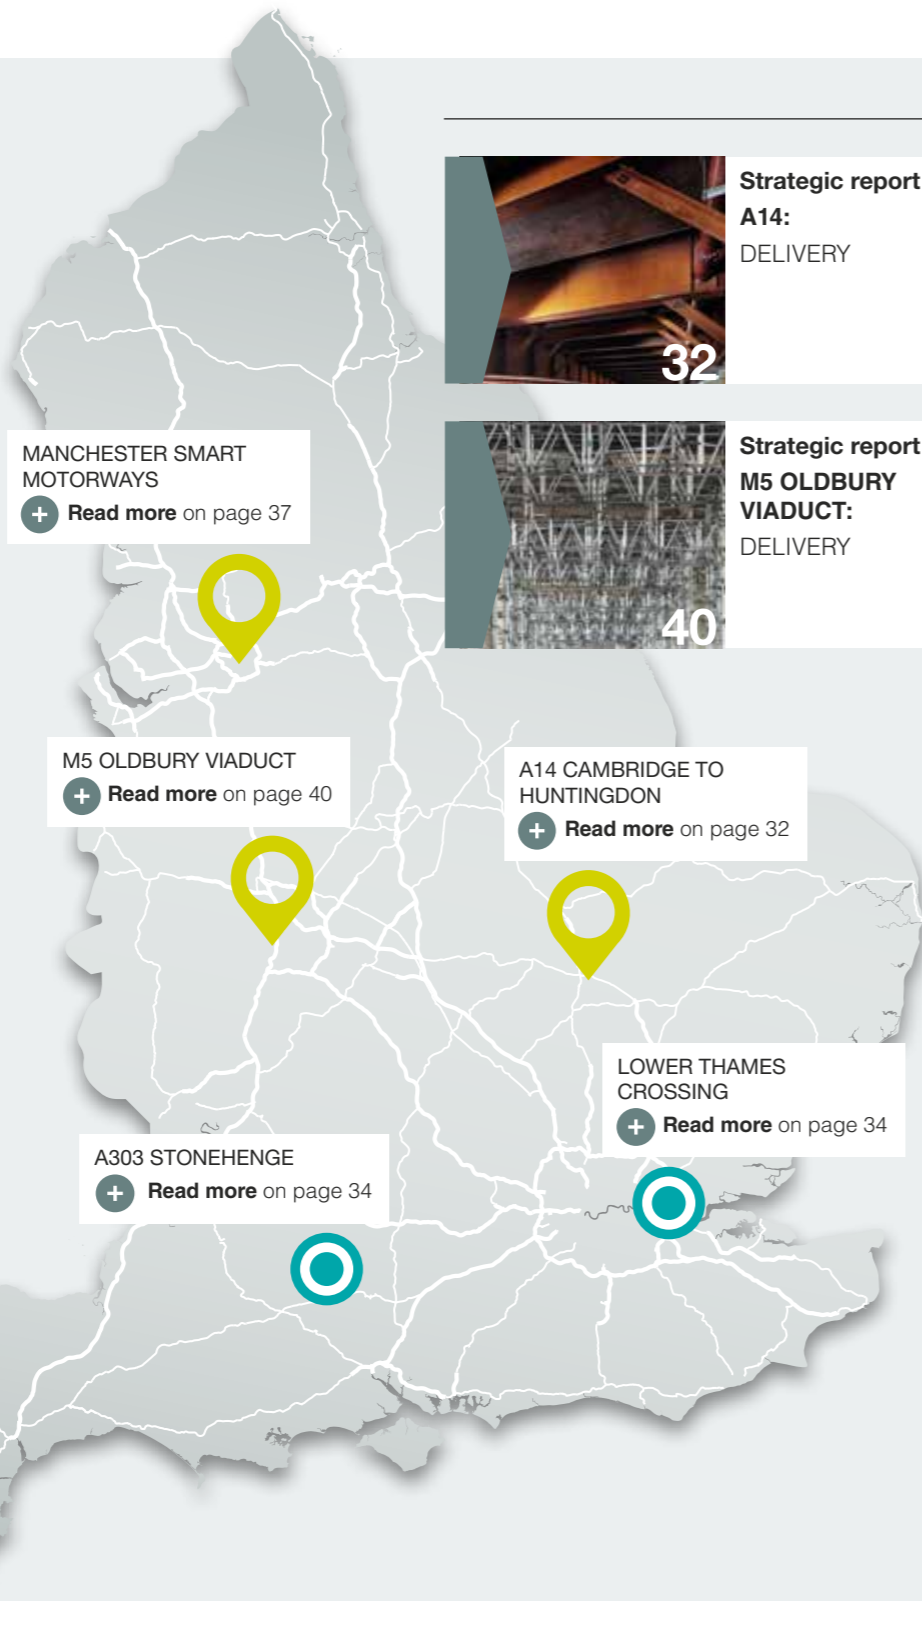 Strategic report
A14:
DELIVERY
32
Strategic report
M5 OLDBURY
VIADUCT:
DELIVERY
40
MANCHESTER SMART
MOTORWAYS
+ Read more on page 37
M5 OLDBURY VIADUCT
+ Read more on page 40
A14 CAMBRIDGE TO
HUNTINGDON
+ Read more on page 32
LOWER THAMES
CROSSING
+ Read more on page 34
A303 STONEHENGE
+ Read more on page 34